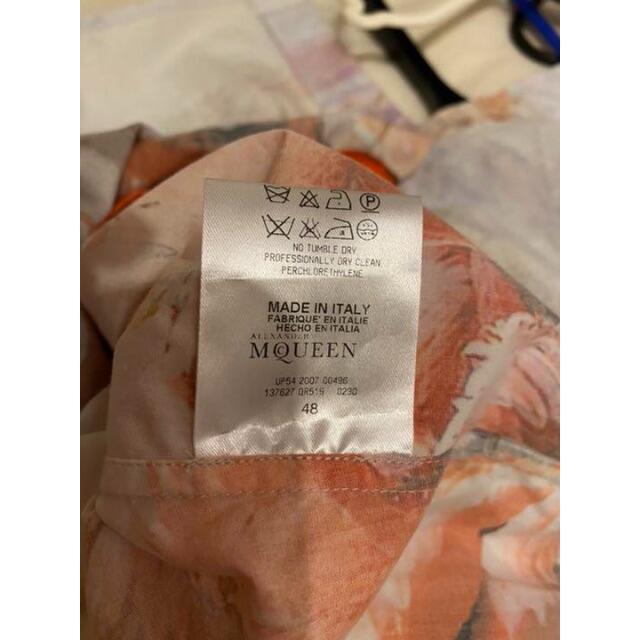 NO TUMBLE DRY
PROFESSIONALLY DRY CLEAN
PERCHLORETHYLENE
MADE IN ITALY
FABRIQUE' EN ITALIE
HECHO EN ITALIA
ALEXANDER
McQUEEN
UP54 2007 00496
137627 QR519 0230
48